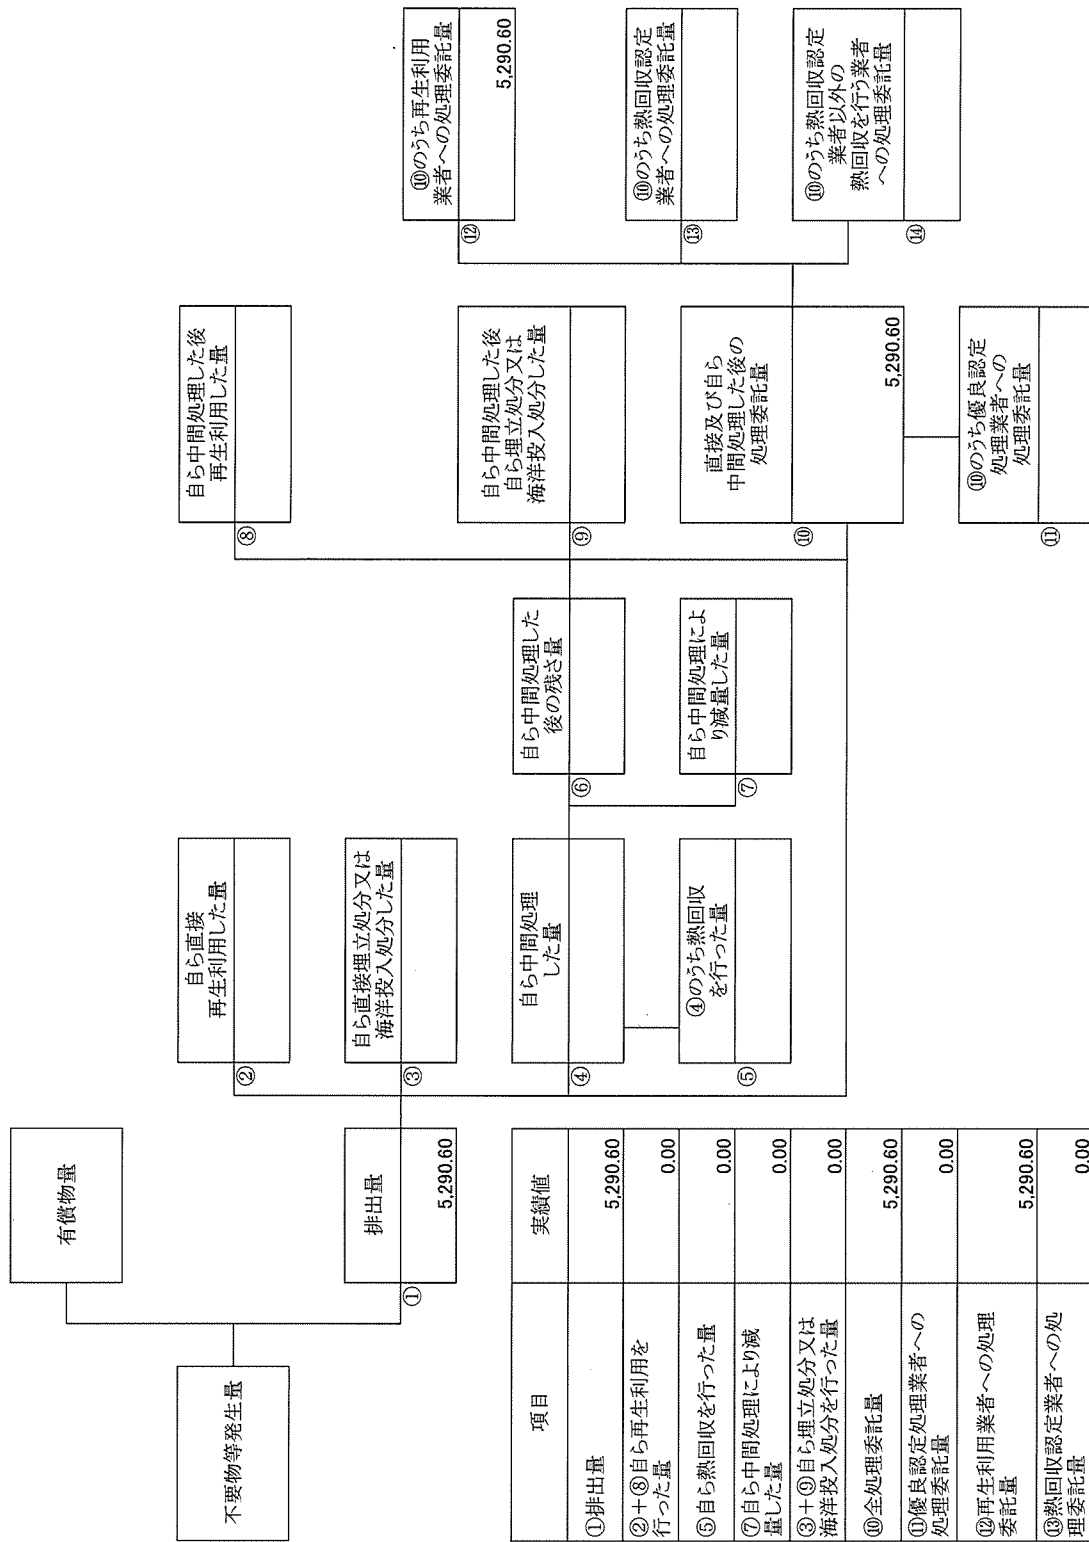 不要物等発生量
有償物量
①
排出量
5,290.60
②
自ら直接
再生利用した量
③
自ら直接埋立処分又は
海洋投入処分した量
④
自ら中間処理
した量
⑤
④のうち熱回収
を行った量
⑥
自ら中間処理した
後の残さ量
⑦
自ら中間処理によ
り減量した量
⑧
自ら中間処理した後
再生利用した量
⑨
自ら中間処理した後
自ら埋立処分又は
海洋投入処分した量
⑩
直接及び自ら
中間処理した後の
処理委託量
5,290.60
⑪
⑩のうち優良認定
処理業者への
処理委託量
⑫
⑩のうち再生利用
業者への処理委託量
5,290.60
⑬
⑩のうち熱回収認定
業者への処理委託量
⑭
⑩のうち熱回収認定
業者以外の
熱回収を行う業者
への処理委託量
項目
実績値
①排出量
5,290.60
②+⑧自ら再生利用を
行った量
0.00
⑤自ら熱回収を行った量
0.00
⑦自ら中間処理により減
量した量
0.00
③+⑨自ら埋立処分又は
海洋投入処分を行った量
0.00
⑩全処理委託量
5,290.60
⑪優良認定処理業者への
処理委託量
0.00
⑫再生利用業者への処理
委託量
5,290.60
⑬熱回収認定業者への処
理委託量
0.00